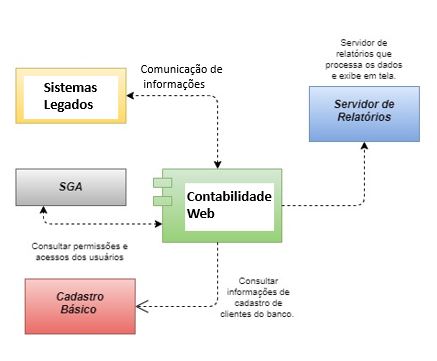 Servidor de
relatórios que
processa os dados
e exibe em tela.
Comunicação de
informações
Sistemas
Legados
Servidor de
Relatórios
SGA
Contabilidade
Web
Consultar permissões e
acessos dos usuários
Cadastro
Básico
Consultar
informações de
cadastro de
clientes do banco.